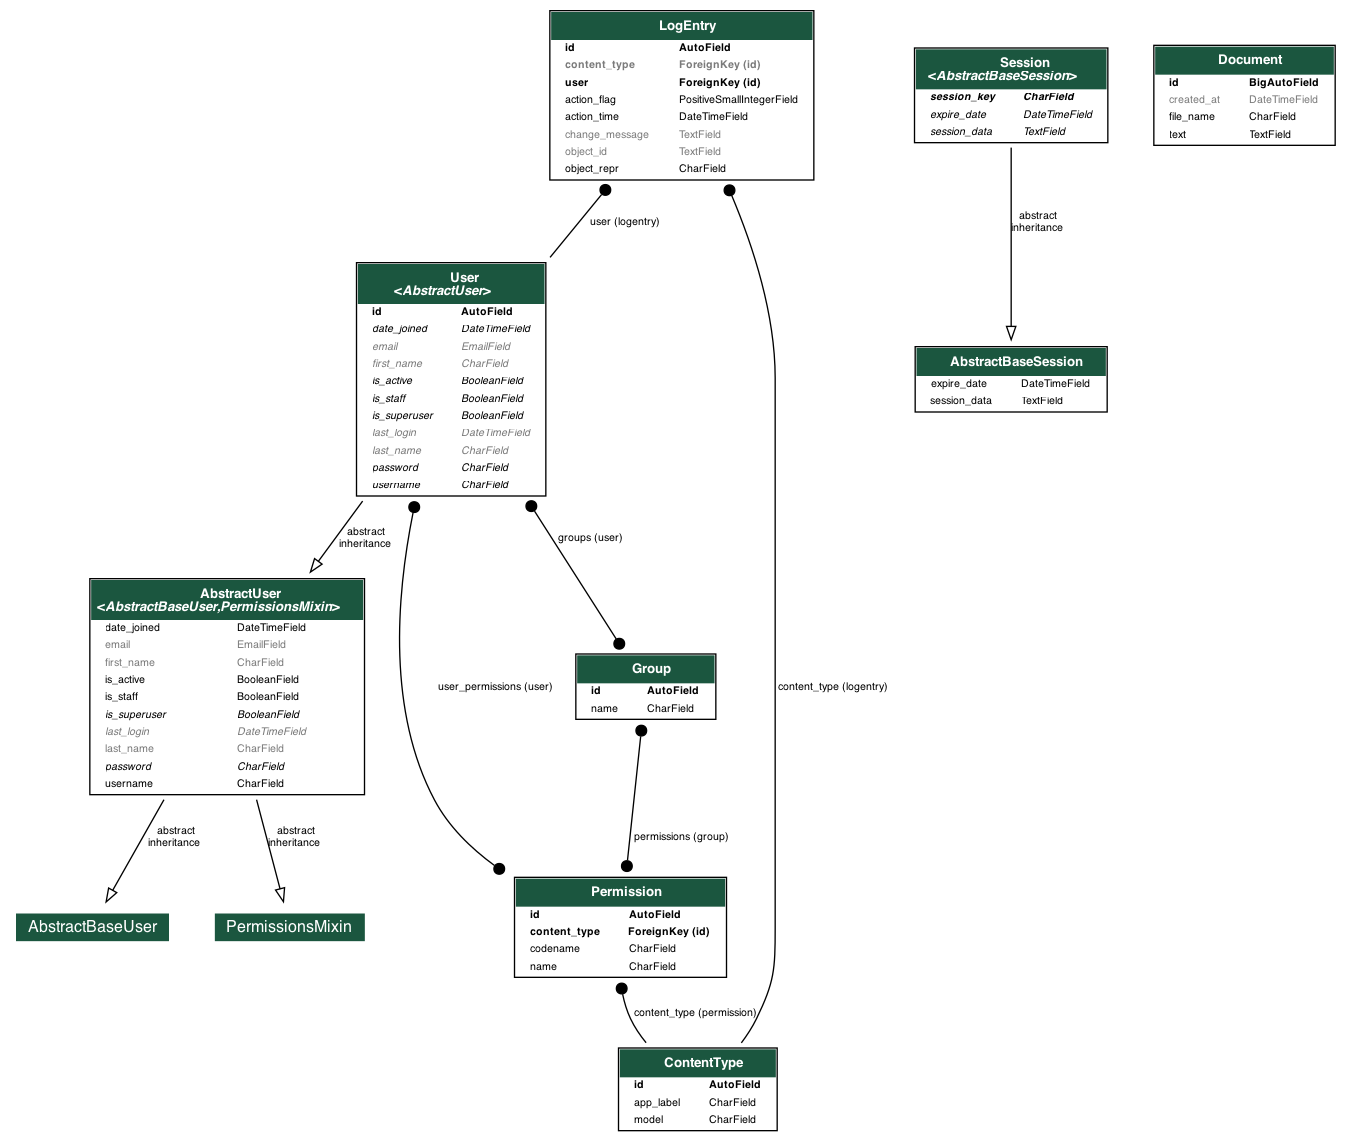 LogEntry
id AutoField
content_type ForeignKey (id)
user ForeignKey (id)
action_flag PositiveSmallIntegerField
action_time DateTimeField
change_message TextField
object_id TextField
object_repr CharField
Session
<AbstractBaseSession>
session_key CharField
expire_date DateTimeField
session_data TextField
Document
id BigAutoField
created_at DateTimeField
file_name CharField
text TextField
user (logentry)
abstract
inheritance
User
<AbstractUser>
id AutoField
date_joined DateTimeField
email EmailField
first_name CharField
is_active BooleanField
is_staff BooleanField
is_superuser BooleanField
last_login DateTimeField
last_name CharField
password CharField
username CharField
AbstractBaseSession
expire_date DateTimeField
session_data TextField
abstract
inheritance
groups (user)
AbstractUser
<AbstractBaseUser,PermissionsMixin>
date_joined DateTimeField
email EmailField
first_name CharField
is_active BooleanField
is_staff BooleanField
is_superuser BooleanField
last_login DateTimeField
last_name CharField
password CharField
username CharField
user_permissions (user)
Group
id AutoField
name CharField
content_type (logentry)
abstract
inheritance
abstract
inheritance
permissions (group)
AbstractBaseUser
PermissionsMixin
Permission
id AutoField
content_type ForeignKey (id)
codename CharField
name CharField
content_type (permission)
ContentType
id AutoField
app_label CharField
model CharField